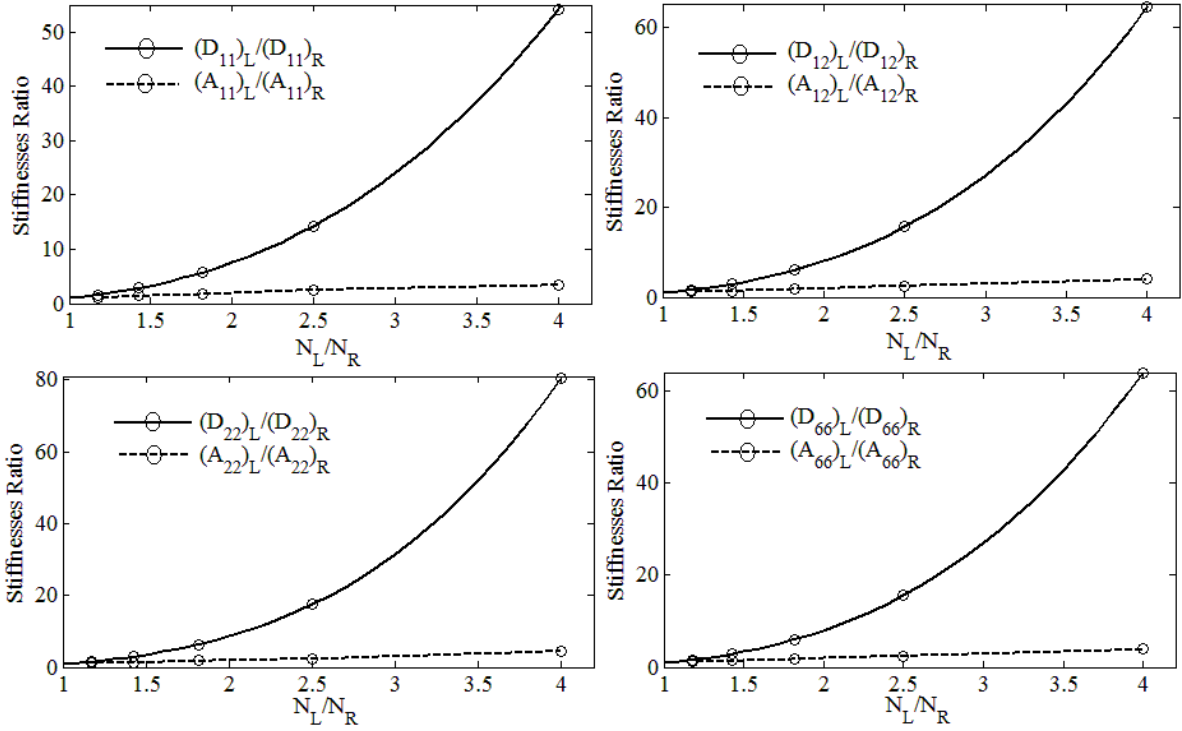 Stiffnesses Ratio
50
40
30
20
10
0
(D11)L/(D11)R
(A11)L/(A11)R
1 1.5 2 2.5 3 3.5 4
NL/NR
Stiffnesses Ratio
60
40
20
0
(D12)L/(D12)R
(A12)L/(A12)R
1 1.5 2 2.5 3 3.5 4
NL/NR
Stiffnesses Ratio
80
60
40
20
0
(D22)L/(D22)R
(A22)L/(A22)R
1 1.5 2 2.5 3 3.5 4
NL/NR
Stiffnesses Ratio
60
40
20
0
(D66)L/(D66)R
(A66)L/(A66)R
1 1.5 2 2.5 3 3.5 4
NL/NR